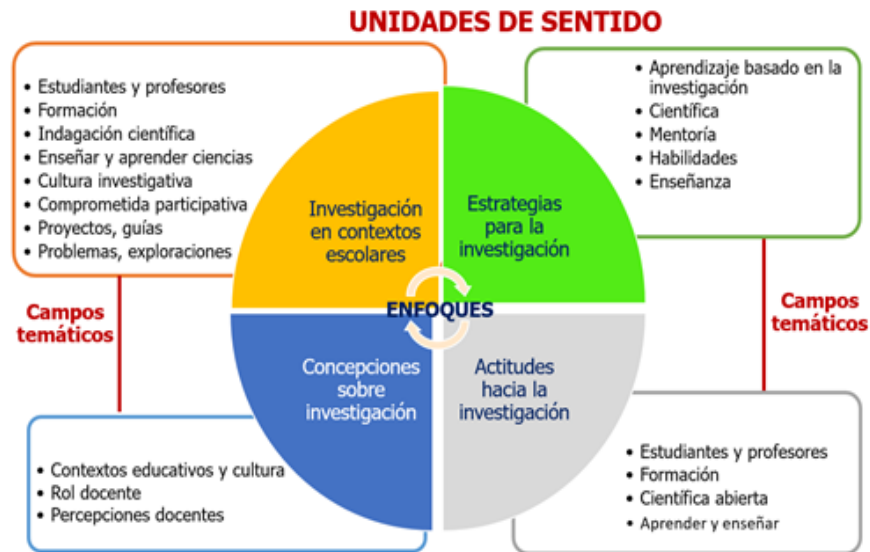 UNIDADES DE SENTIDO
• Estudiantes y profesores
• Formación
• Indagación científica
• Enseñar y aprender ciencias
• Cultura investigativa
• Comprometida participativa
• Proyectos, guías
• Problemas, exploraciones
• Aprendizaje basado en la
investigación
• Científica
• Mentoría
• Habilidades
• Enseñanza
Investigación
en contextos
escolares
Estrategias
para la
investigación
Campos
temáticos
ENFOQUES
Campos
temáticos
Concepciones
sobre
investigación
Actitudes
hacia la
investigación
• Contextos educativos y cultura
• Rol docente
• Percepciones docentes
• Estudiantes y profesores
• Formación
• Científica abierta
• Aprender y enseñar